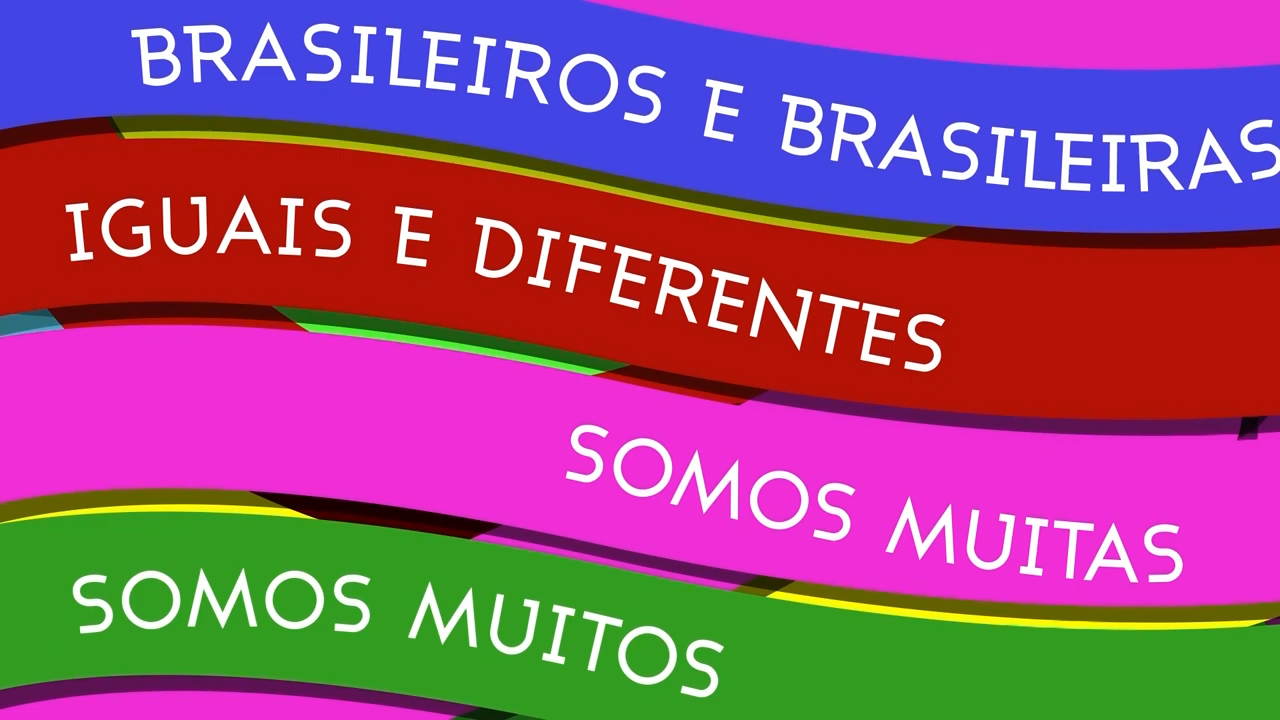 BRASILEIROS E BRASILEIRAS
IGUAIS E DIFERENTES
SOMOS MUITAS
SOMOS MUITOS